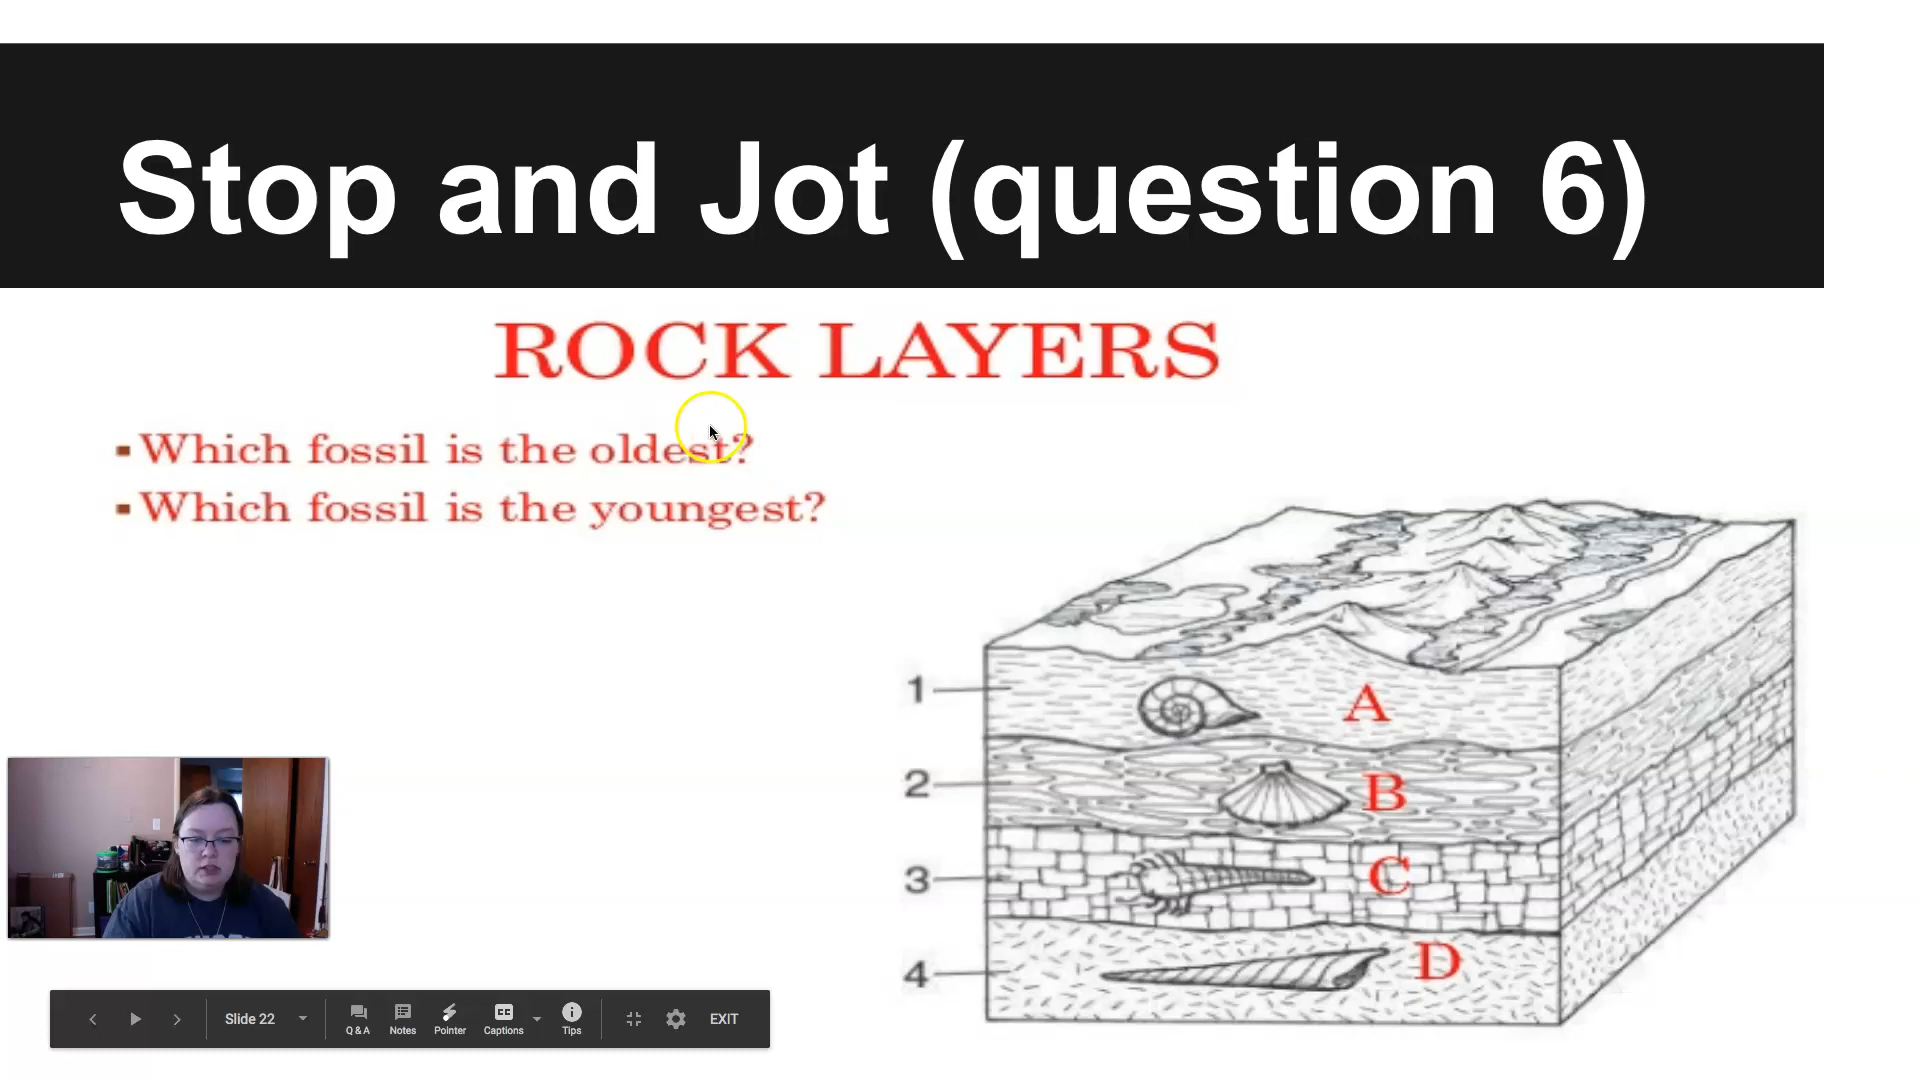 Stop and Jot (question 6)
ROCK LAYERS
▪ Which fossil is the oldest?
▪ Which fossil is the youngest?
1
A
2
B
3
C
4
D
Slide 22
Q & A
Notes
Pointer
CC
Captions
Tips
EXIT